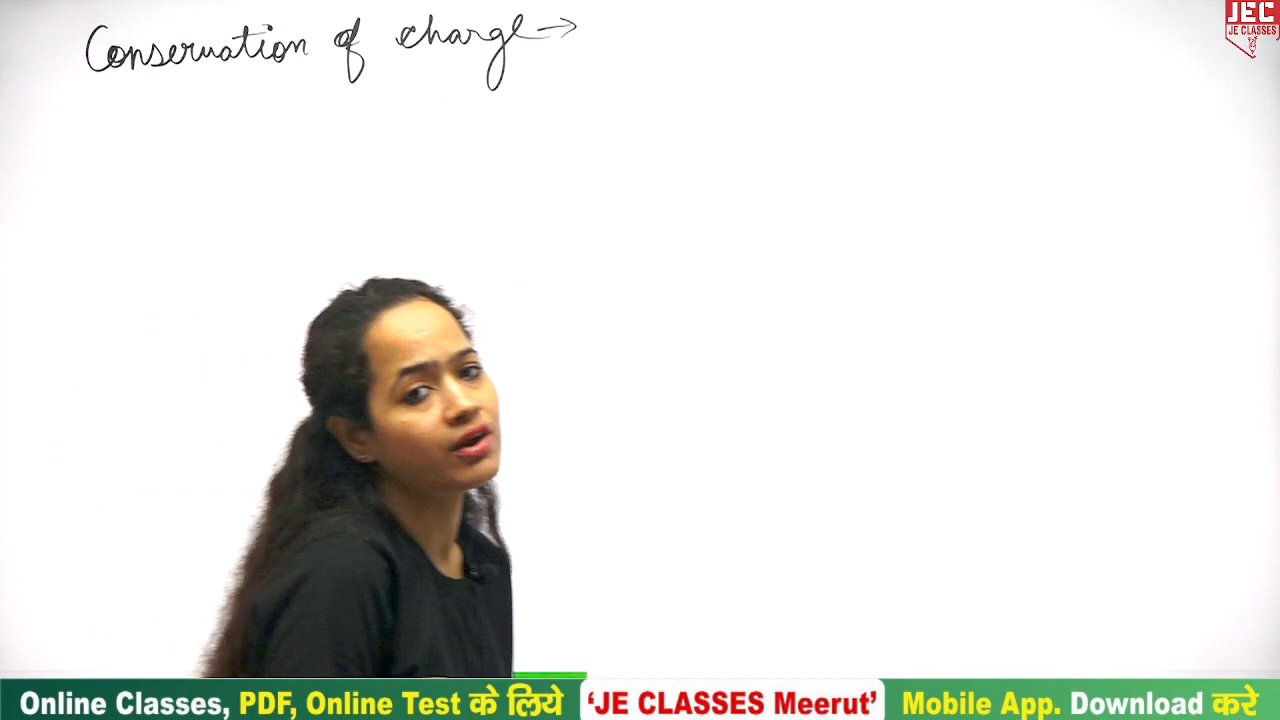 Conservation of charge →
JEC
JE CLASSES
Online Classes, PDF, Online Test के लिये 'JE CLASSES Meerut' Mobile App. Download करे